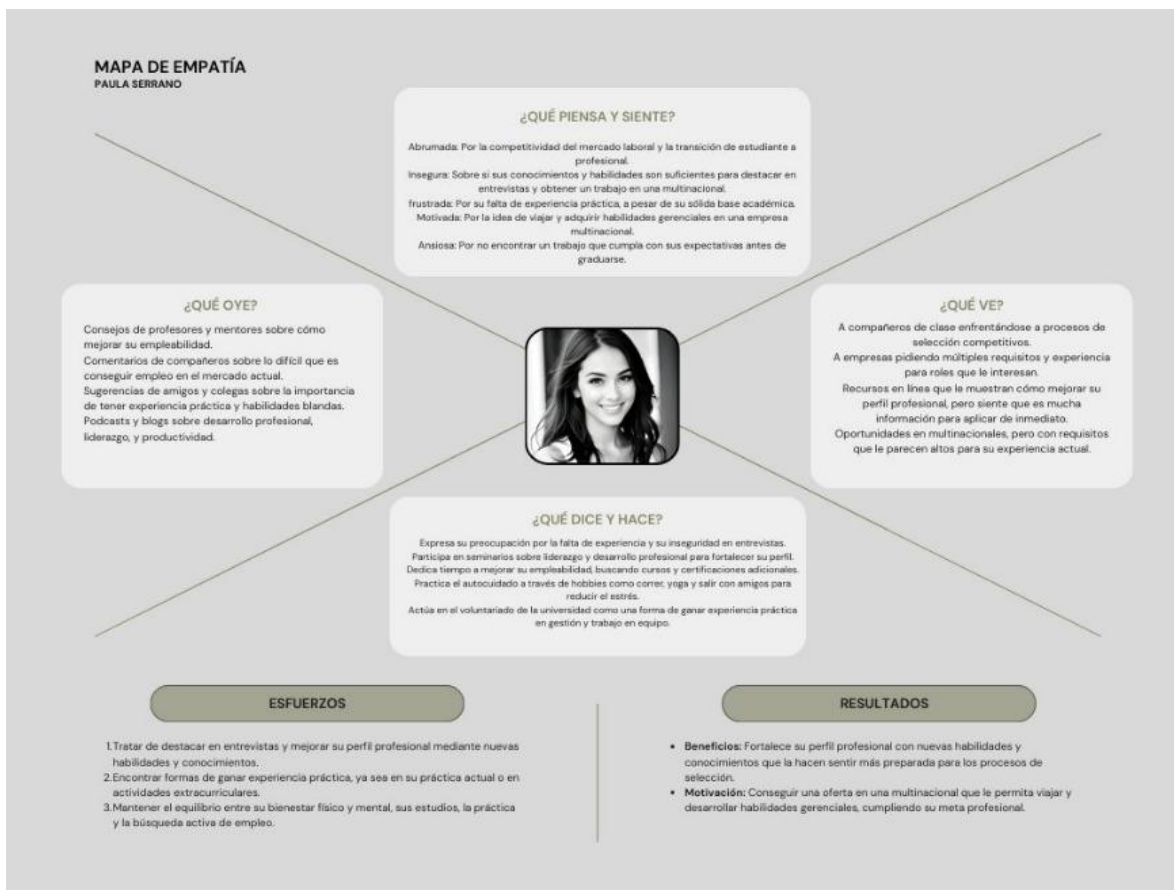 MAPA DE EMPATÍA
PAULA SERRANO
¿QUÉ PIENSA Y SIENTE?
Abrumada: Por la competitividad del mercado laboral y la transición de estudiante a
profesional.
Insegura: Sobre si sus conocimientos y habilidades son suficientes para destacar en
entrevistas y obtener un trabajo en una multinacional.
frustrada: Por su falta de experiencia práctica, a pesar de su sólida base académica.
Motivada: Por la idea de viajar y adquirir habilidades gerenciales en una empresa
multinacional.
Ansiosa: Por no encontrar un trabajo que cumpla con sus expectativas antes de
graduarse.
¿QUÉ OYE?
Consejos de profesores y mentores sobre cómo
mejorar su empleabilidad.
Comentarios de compañeros sobre lo difícil que es
conseguir empleo en el mercado actual.
Sugerencias de amigos y colegas sobre la importancia
de tener experiencia práctica y habilidades blandas.
Podcasts y blogs sobre desarrollo profesional,
liderazgo, y productividad.
¿QUÉ VE?
A compañeros de clase enfrentándose a procesos de
selección competitivos.
A empresas pidiendo múltiples requisitos y experiencia
para roles que le interesan.
Recursos en línea que le muestran cómo mejorar su
perfil profesional, pero siente que es mucha
información para aplicar de inmediato.
Oportunidades en multinacionales, pero con requisitos
que le parecen altos para su experiencia actual.
¿QUÉ DICE Y HACE?
Expresa su preocupación por la falta de experiencia y su inseguridad en entrevistas.
Participa en seminarios sobre liderazgo y desarrollo profesional para fortalecer su perfil.
Dedica tiempo a mejorar su empleabilidad, buscando cursos y certificaciones adicionales.
Practica el autocuidado a través de hobbies como correr, yoga y salir con amigos para
reducir el estrés.
Actúa en el voluntariado de la universidad como una forma de ganar experiencia práctica
en gestión y trabajo en equipo.
ESFUERZOS
1. Tratar de destacar en entrevistas y mejorar su perfil profesional mediante nuevas
habilidades y conocimientos.
2. Encontrar formas de ganar experiencia práctica, ya sea en su práctica actual o en
actividades extracurriculares.
3. Mantener el equilibrio entre su bienestar físico y mental, sus estudios, la práctica
y la búsqueda activa de empleo.
RESULTADOS
• Beneficios: Fortalece su perfil profesional con nuevas habilidades y
conocimientos que la hacen sentir más preparada para los procesos de
selección.
• Motivación: Conseguir una oferta en una multinacional que le permita viajar y
desarrollar habilidades gerenciales, cumpliendo su meta profesional.